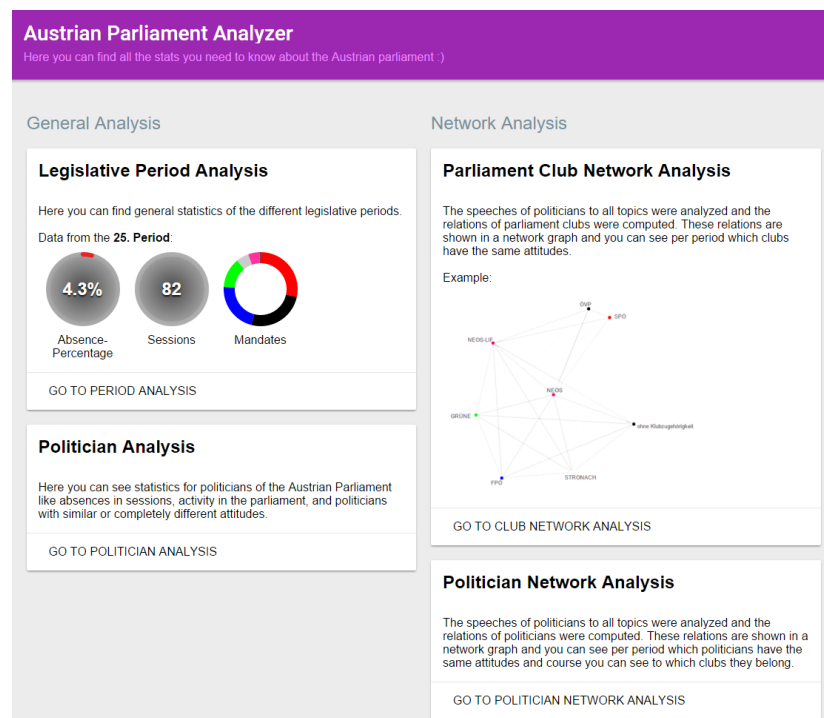 Austrian Parliament Analyzer
Here you can find all the stats you need to know about the Austrian parliament :)
General Analysis
Legislative Period Analysis
Here you can find general statistics of the different legislative periods.
Data from the 25. Period:
4.3%
82
Absence-
Percentage
Sessions
Mandates
GO TO PERIOD ANALYSIS
Politician Analysis
Here you can see statistics for politicians of the Austrian Parliament
like absences in sessions, activity in the parliament, and politicians
with similar or completely different attitudes.
GO TO POLITICIAN ANALYSIS
Network Analysis
Parliament Club Network Analysis
The speeches of politicians to all topics were analyzed and the
relations of parliament clubs were computed. These relations are
shown in a network graph and you can see per period which clubs
have the same attitudes.
Example:
ÖVP
SPÖ
NEOS-LIF
NEOS
GRÜNE
ohne Klubzugehörigkeit
STRONACH
FPÖ
GO TO CLUB NETWORK ANALYSIS
Politician Network Analysis
The speeches of politicians to all topics were analyzed and the
relations of politicians were computed. These relations are shown in a
network graph and you can see per period which politicians have the
same attitudes and course you can see to which clubs they belong.
GO TO POLITICIAN NETWORK ANALYSIS